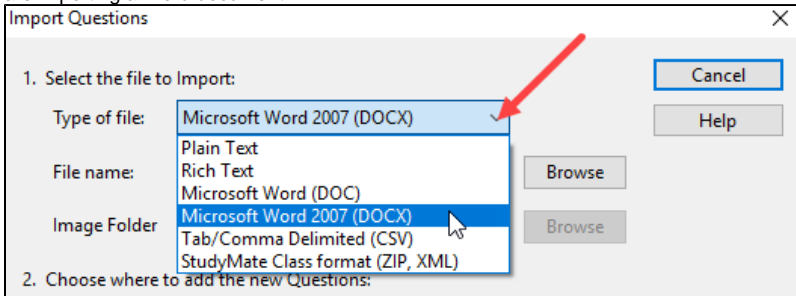 Import Questions
1. Select the file to Import:
Cancel
Type of file:
Microsoft Word 2007 (DOCX)
Help
Plain Text
File name:
Rich Text
Browse
Microsoft Word (DOC)
Image Folder
Microsoft Word 2007 (DOCX)
Browse
Tab/Comma Delimited (CSV)
StudyMate Class format (ZIP, XML)
2. Choose where to add the new Questions: